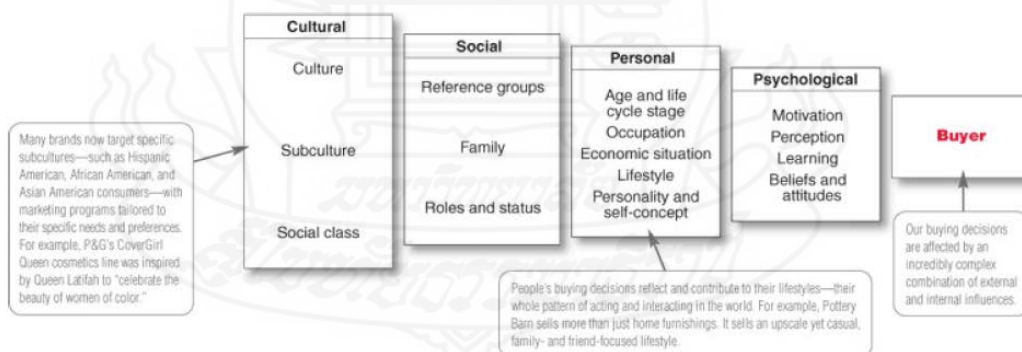 Cultural
Culture
Subculture
Social class
Social
Reference groups
Family
Roles and status
Personal
Age and life
cycle stage
Occupation
Economic situation
Lifestyle
Personality and
self-concept
Psychological
Motivation
Perception
Learning
Beliefs and
attitudes
Buyer
Many brands now target specific
subcultures—such as Hispanic
American, African American, and
Asian American consumers—with
marketing programs tailored to
their specific needs and preferences.
For example, P&G's CoverGirl
Queen cosmetics line was inspired
by Queen Latifah to "celebrate the
beauty of women of color."
People's buying decisions reflect and contribute to their lifestyles—their
whole pattern of acting and interacting in the world. For example, Pottery
Barn sells more than just home furnishings. It sells an upscale yet casual,
family- and friend-focused lifestyle.
Our buying decisions
are affected by an
incredibly complex
combination of external
and internal influences.